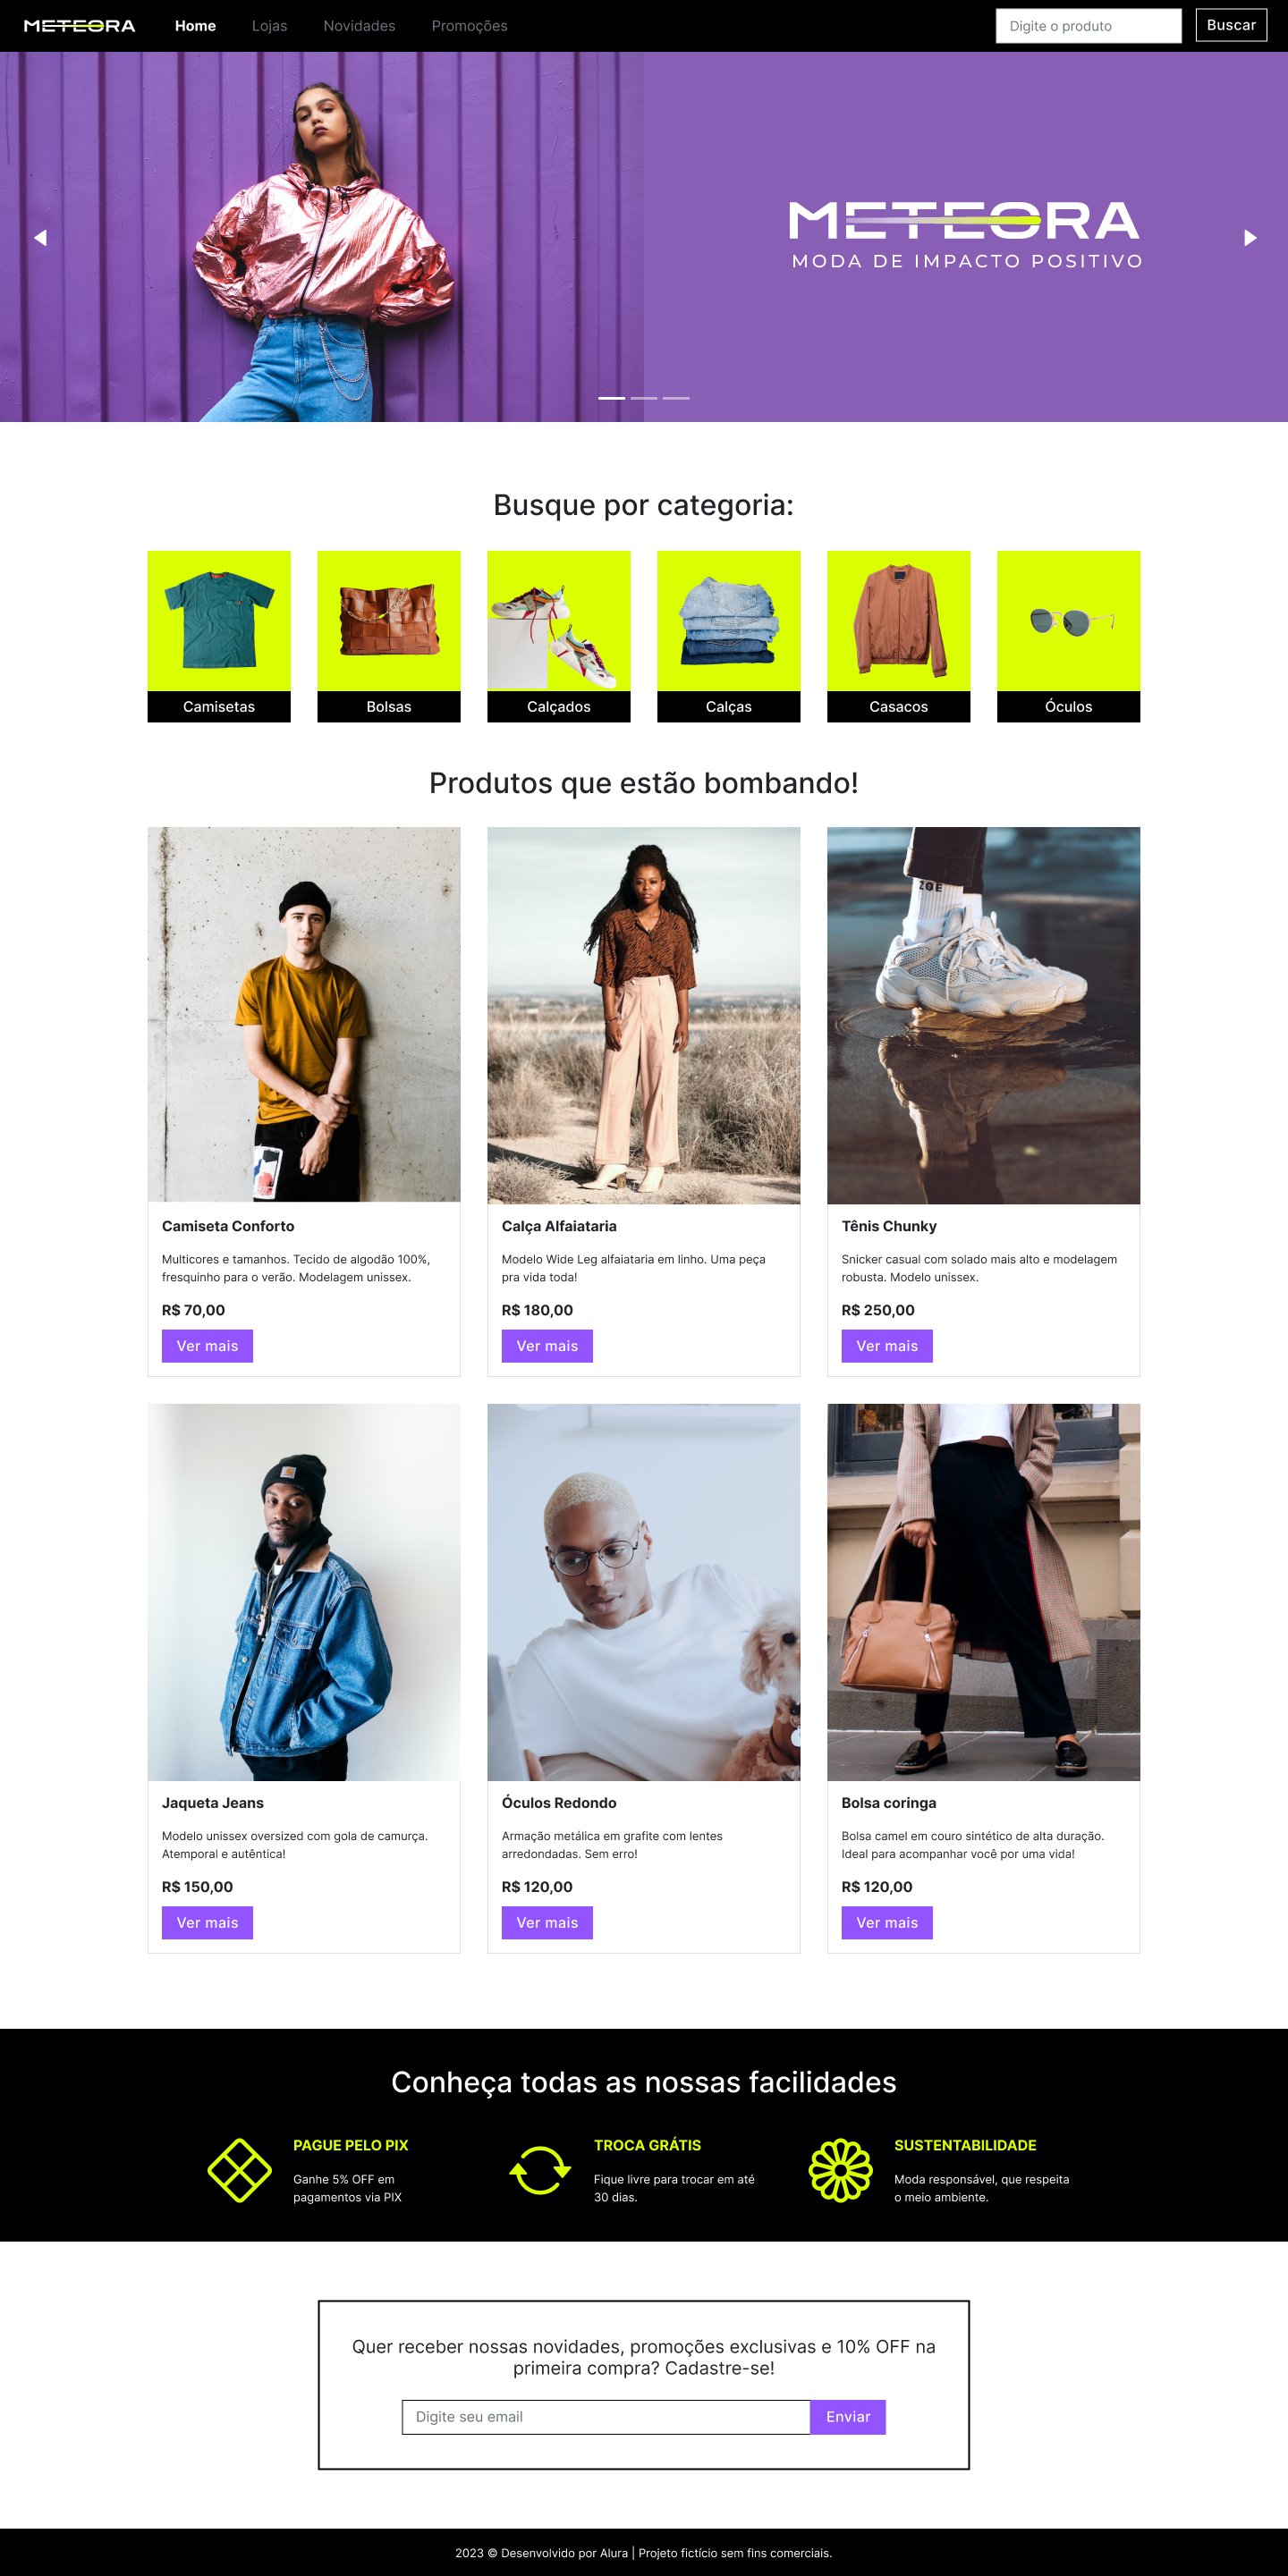 METEORA
Home
Lojas
Novidades
Promoções
Digite o produto
Buscar
METEORA
MODA DE IMPACTO POSITIVO
Busque por categoria:
Camisetas
Bolsas
Calçados
Calças
Casacos
Óculos
Produtos que estão bombando!
ZOE
Camiseta Conforto
Multicores e tamanhos. Tecido de algodão 100%,
fresquinho para o verão. Modelagem unissex.
R$ 70,00
Ver mais
Calça Alfaiataria
Modelo Wide Leg alfaiataria em linho. Uma peça
pra vida toda!
R$ 180,00
Ver mais
Tênis Chunky
Snicker casual com solado mais alto e modelagem
robusta. Modelo unissex.
R$ 250,00
Ver mais
Jaqueta Jeans
Modelo unissex oversized com gola de camurça.
Atemporal e autêntica!
R$ 150,00
Ver mais
Óculos Redondo
Armação metálica em grafite com lentes
arredondadas. Sem erro!
R$ 120,00
Ver mais
Bolsa coringa
Bolsa camel em couro sintético de alta duração.
Ideal para acompanhar você por uma vida!
R$ 120,00
Ver mais
Conheça todas as nossas facilidades
PAGUE PELO PIX
Ganhe 5% OFF em
pagamentos via PIX
TROCA GRÁTIS
Fique livre para trocar em até
30 dias.
SUSTENTABILIDADE
Moda responsável, que respeita
o meio ambiente.
Quer receber nossas novidades, promoções exclusivas e 10% OFF na
primeira compra? Cadastre-se!
Digite seu email
Enviar
2023 © Desenvolvido por Alura | Projeto fictício sem fins comerciais.